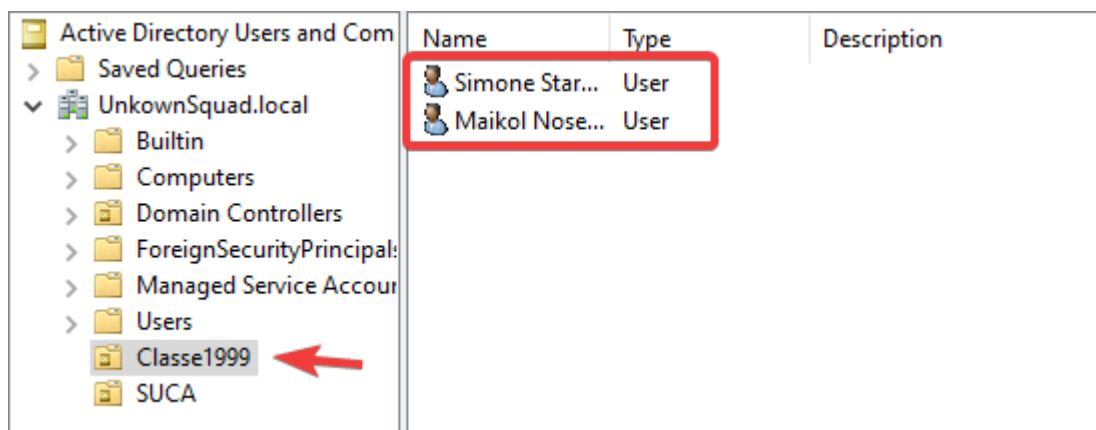 Active Directory Users and Com
Saved Queries
UnkownSquad.local
Builtin
Computers
Domain Controllers
ForeignSecurityPrincipals
Managed Service Accour
Users
Classe1999
SUCA
Name Type Description
Simone Star... User
Maikol Nose... User